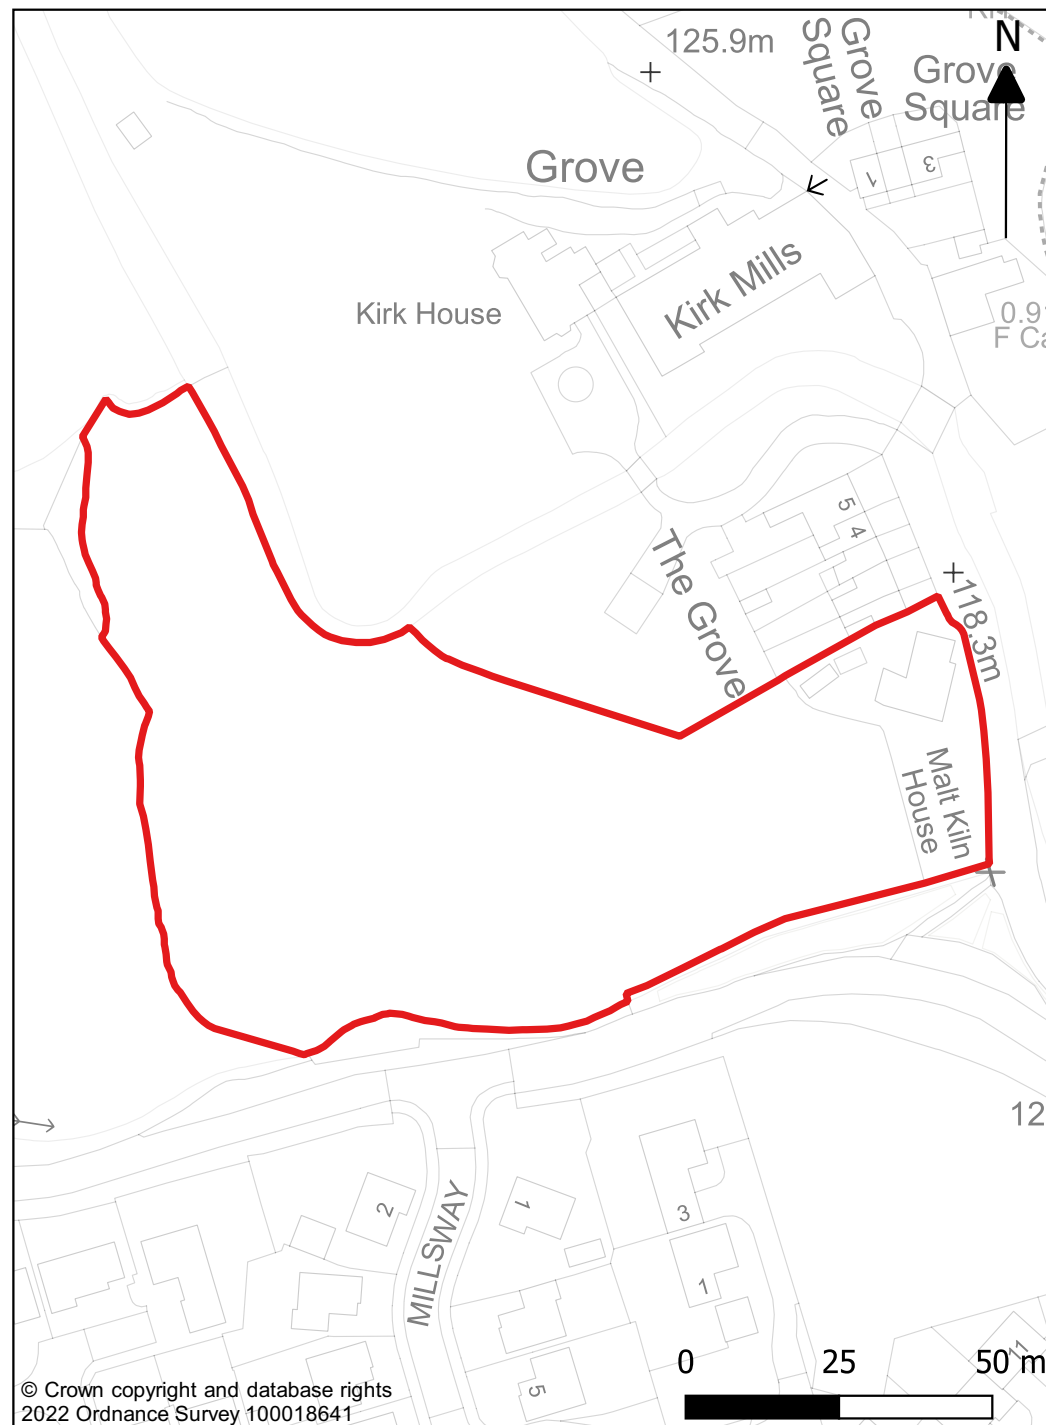 125.9m
Grove
Square
N
Grove
Square
Grove
1
3
Kirk Mills
Kirk House
0.91
F Ca
5
4
The Grove
118.3m
Malt Kiln
House
12
2
1
3
MILLSWAY
1
5
11
0 25 50 m
© Crown copyright and database rights
2022 Ordnance Survey 100018641